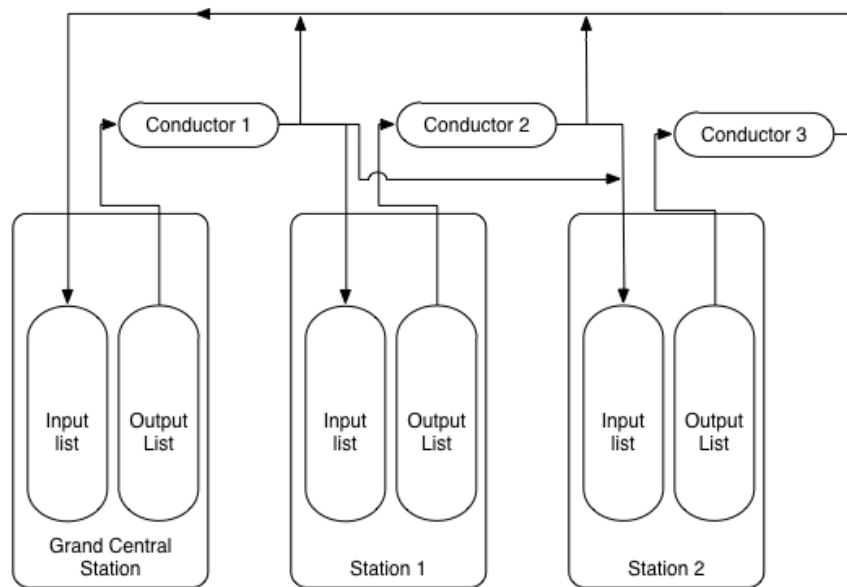 Conductor 1
Conductor 2
Conductor 3
Input
list
Output
List
Grand Central
Station
Input
list
Output
List
Station 1
Input
list
Output
List
Station 2